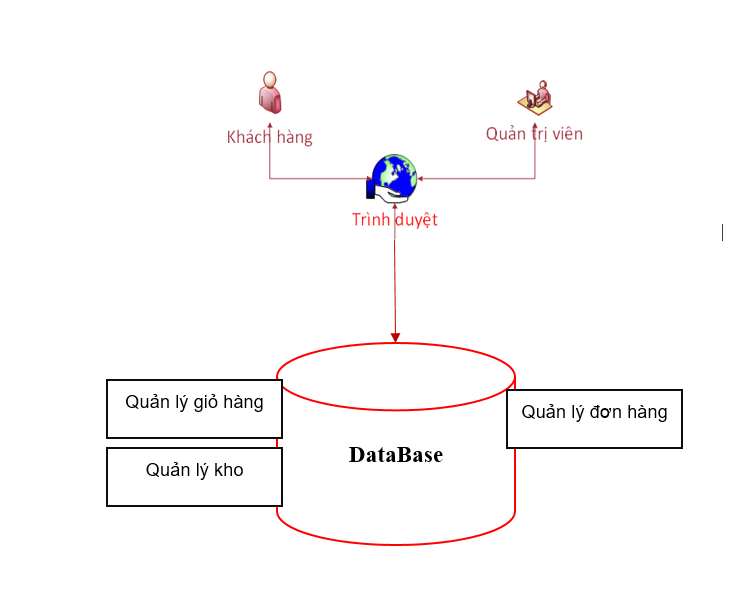 Khách hàng
Quản trị viên
Trình duyệt
Quản lý giỏ hàng
Quản lý đơn hàng
DataBase
Quản lý kho